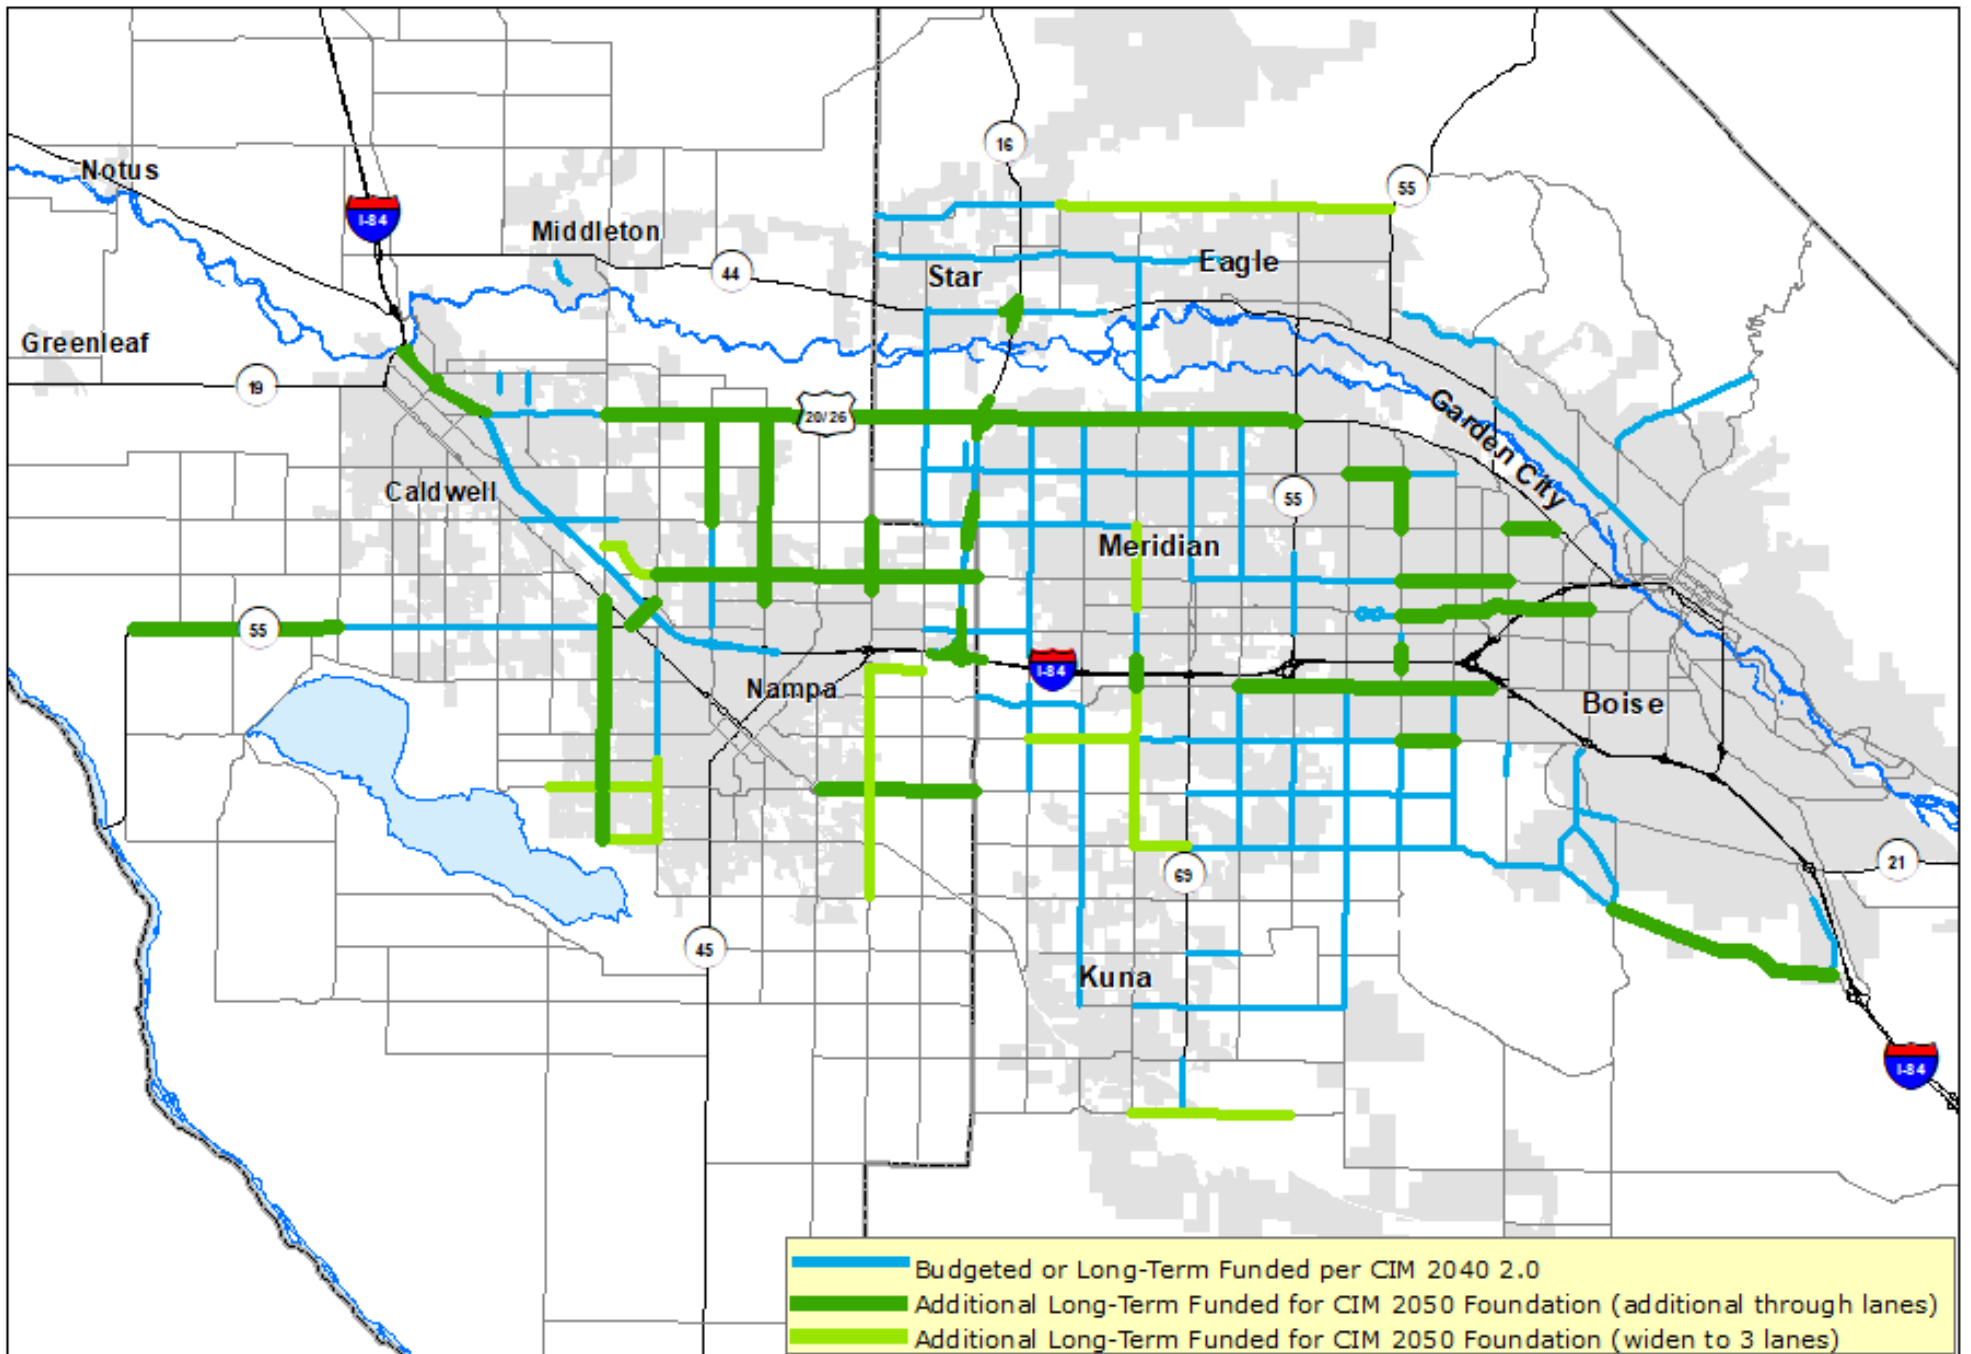 16
55
Notus
I-84
Middleton
44
Star
Eagle
Greenleaf
19
20/26
Garden City
Caldwell
55
Meridian
55
I-84
Nampa
Boise
69
21
45
Kuna
I-84
Budgeted or Long-Term Funded per CIM 2040 2.0
Additional Long-Term Funded for CIM 2050 Foundation (additional through lanes)
Additional Long-Term Funded for CIM 2050 Foundation (widen to 3 lanes)